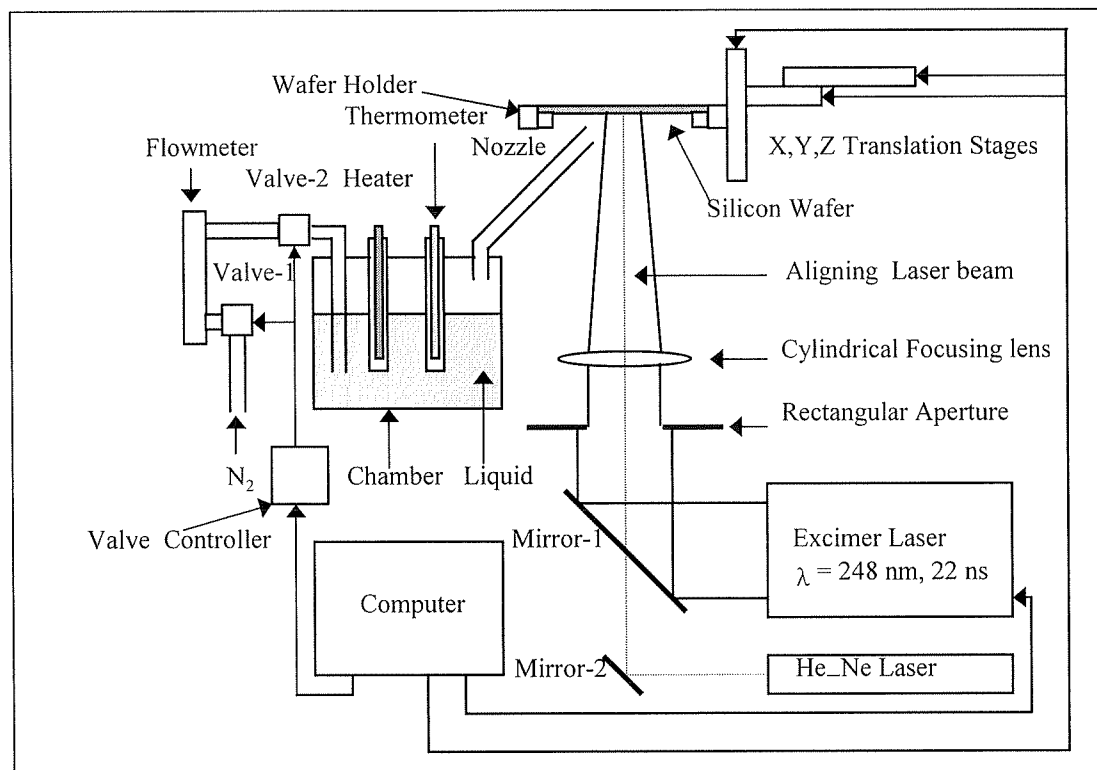 Wafer Holder
Thermometer
Nozzle
Flowmeter
Valve-2 Heater
X,Y,Z Translation Stages
Silicon Wafer
Valve-1
Aligning Laser beam
Cylindrical Focusing lens
Rectangular Aperture
N2
Chamber
Liquid
Valve Controller
Mirror-1
Excimer Laser
λ = 248 nm, 22 ns
Computer
Mirror-2
He_Ne Laser